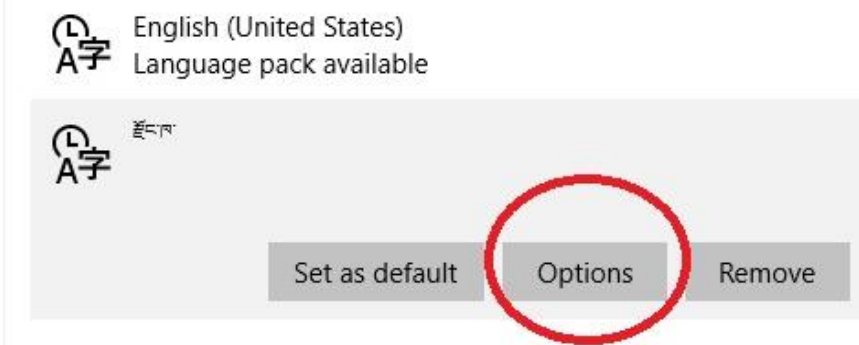 English (United States)
Language pack available
རྫོང་ཁ
Set as default
Options
Remove